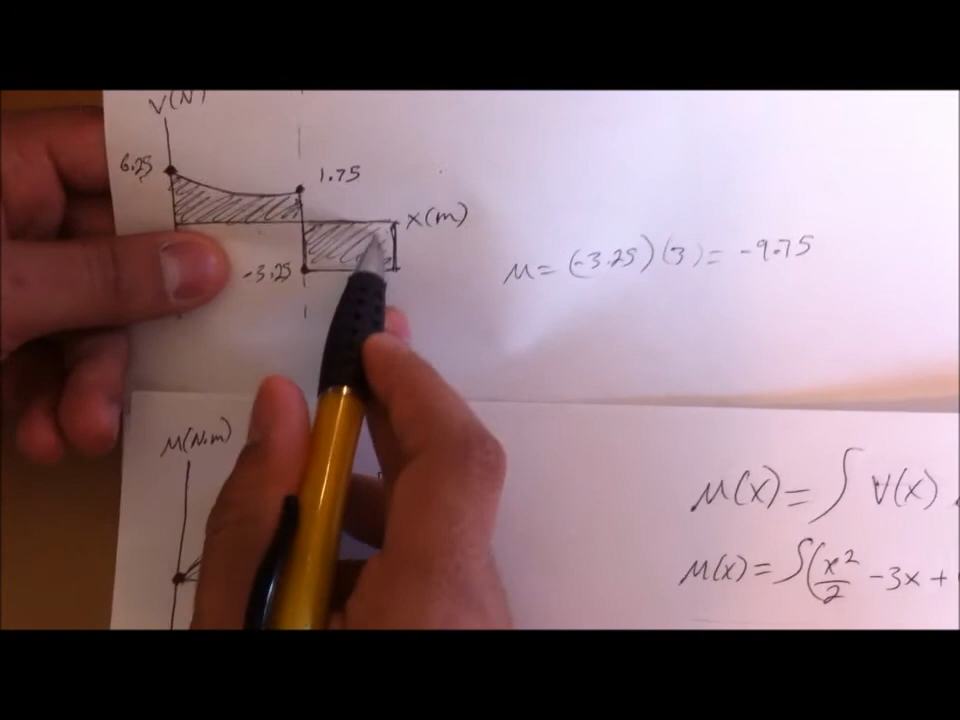 V(N)
6.25
1.75
X(m)
-3.25
M = (-3.25)(3) = -9.75
M(N·m)
M(x) = ∫ V(x)
M(x) = ∫(x²/2 - 3x +